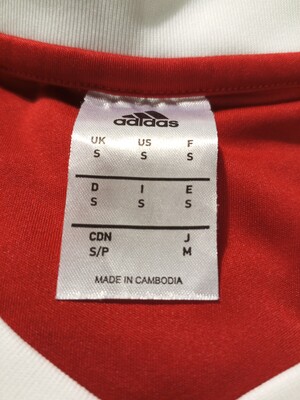 adidas
UK US F
S S S
D I E
S S S
CDN J
S/P M
MADE IN CAMBODIA